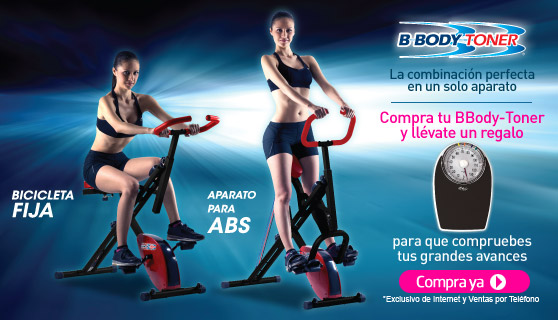 B BODY TONER
La combinación perfecta
en un solo aparato
Compra tu BBody-Toner
y llévate un regalo
BICICLETA
FIJA
APARATO
PARA
ABS
para que compruebes
tus grandes avances
Compra ya
*Exclusivo de Internet y Ventas por Teléfono